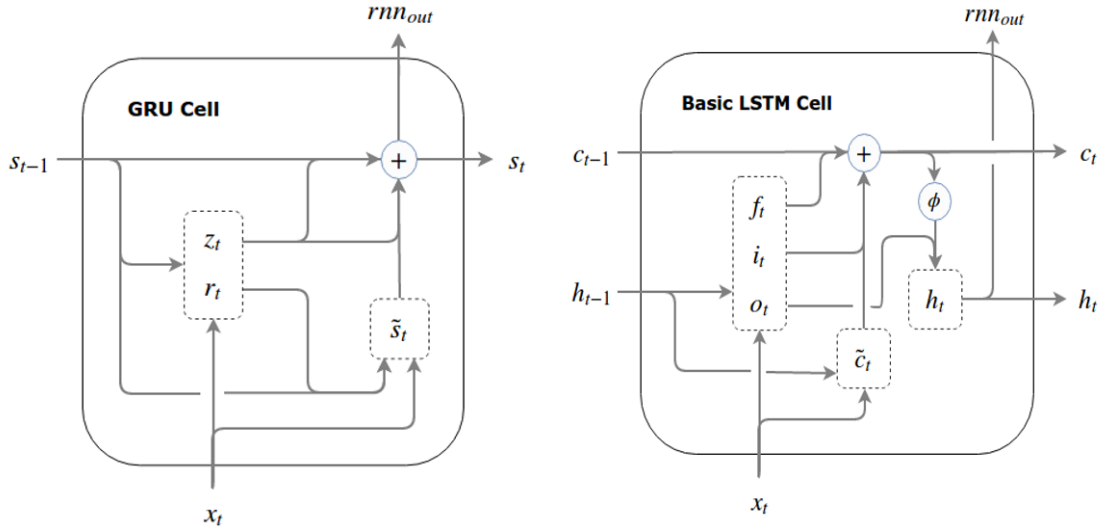 rnn_out
GRU Cell
s_{t−1}
+
s_t
z_t
r_t
s̃_t
x_t
rnn_out
Basic LSTM Cell
c_{t−1}
+
c_t
f_t
ϕ
i_t
h_{t−1}
o_t
h_t
h_t
c̃_t
x_t